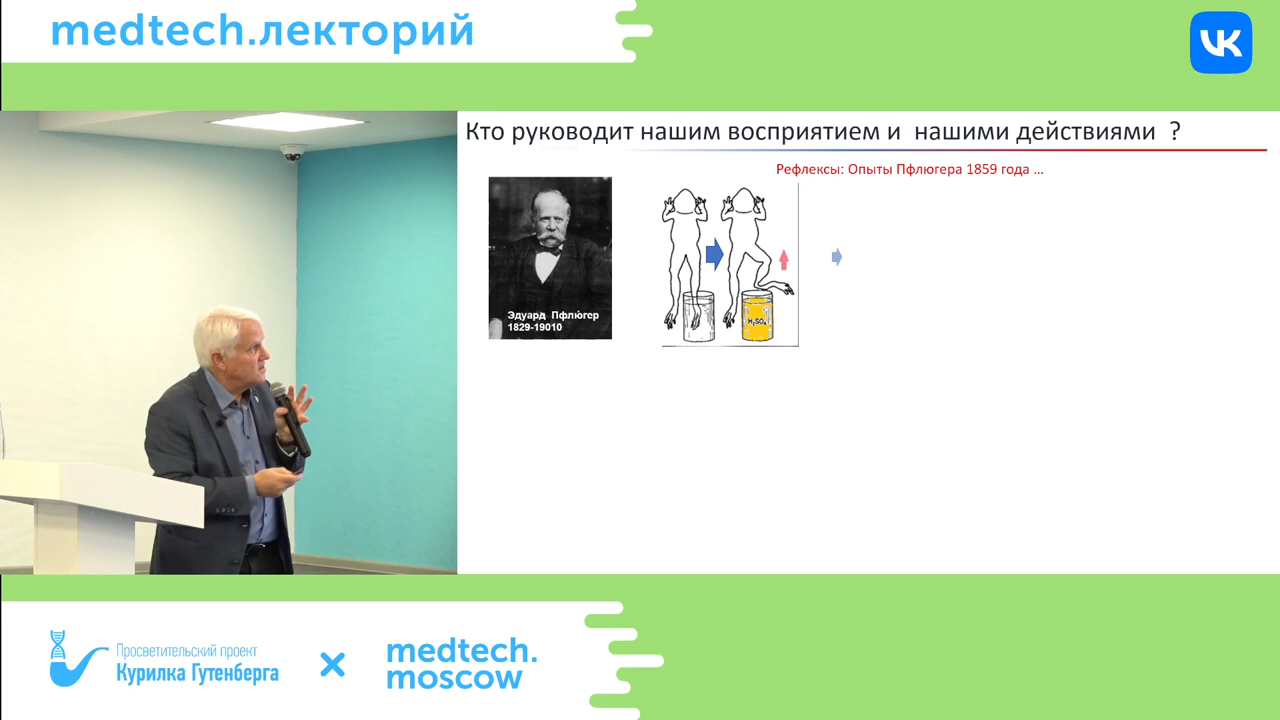 medtech.лекторий
VK
Кто руководит нашим восприятием и нашими действиями ?
Рефлексы: Опыты Пфлюгера 1859 года ...
Эдуард Пфлюгер
1829-19010
H₂SO₄
Просветительский проект
Курилка Гутенберга
medtech.
moscow